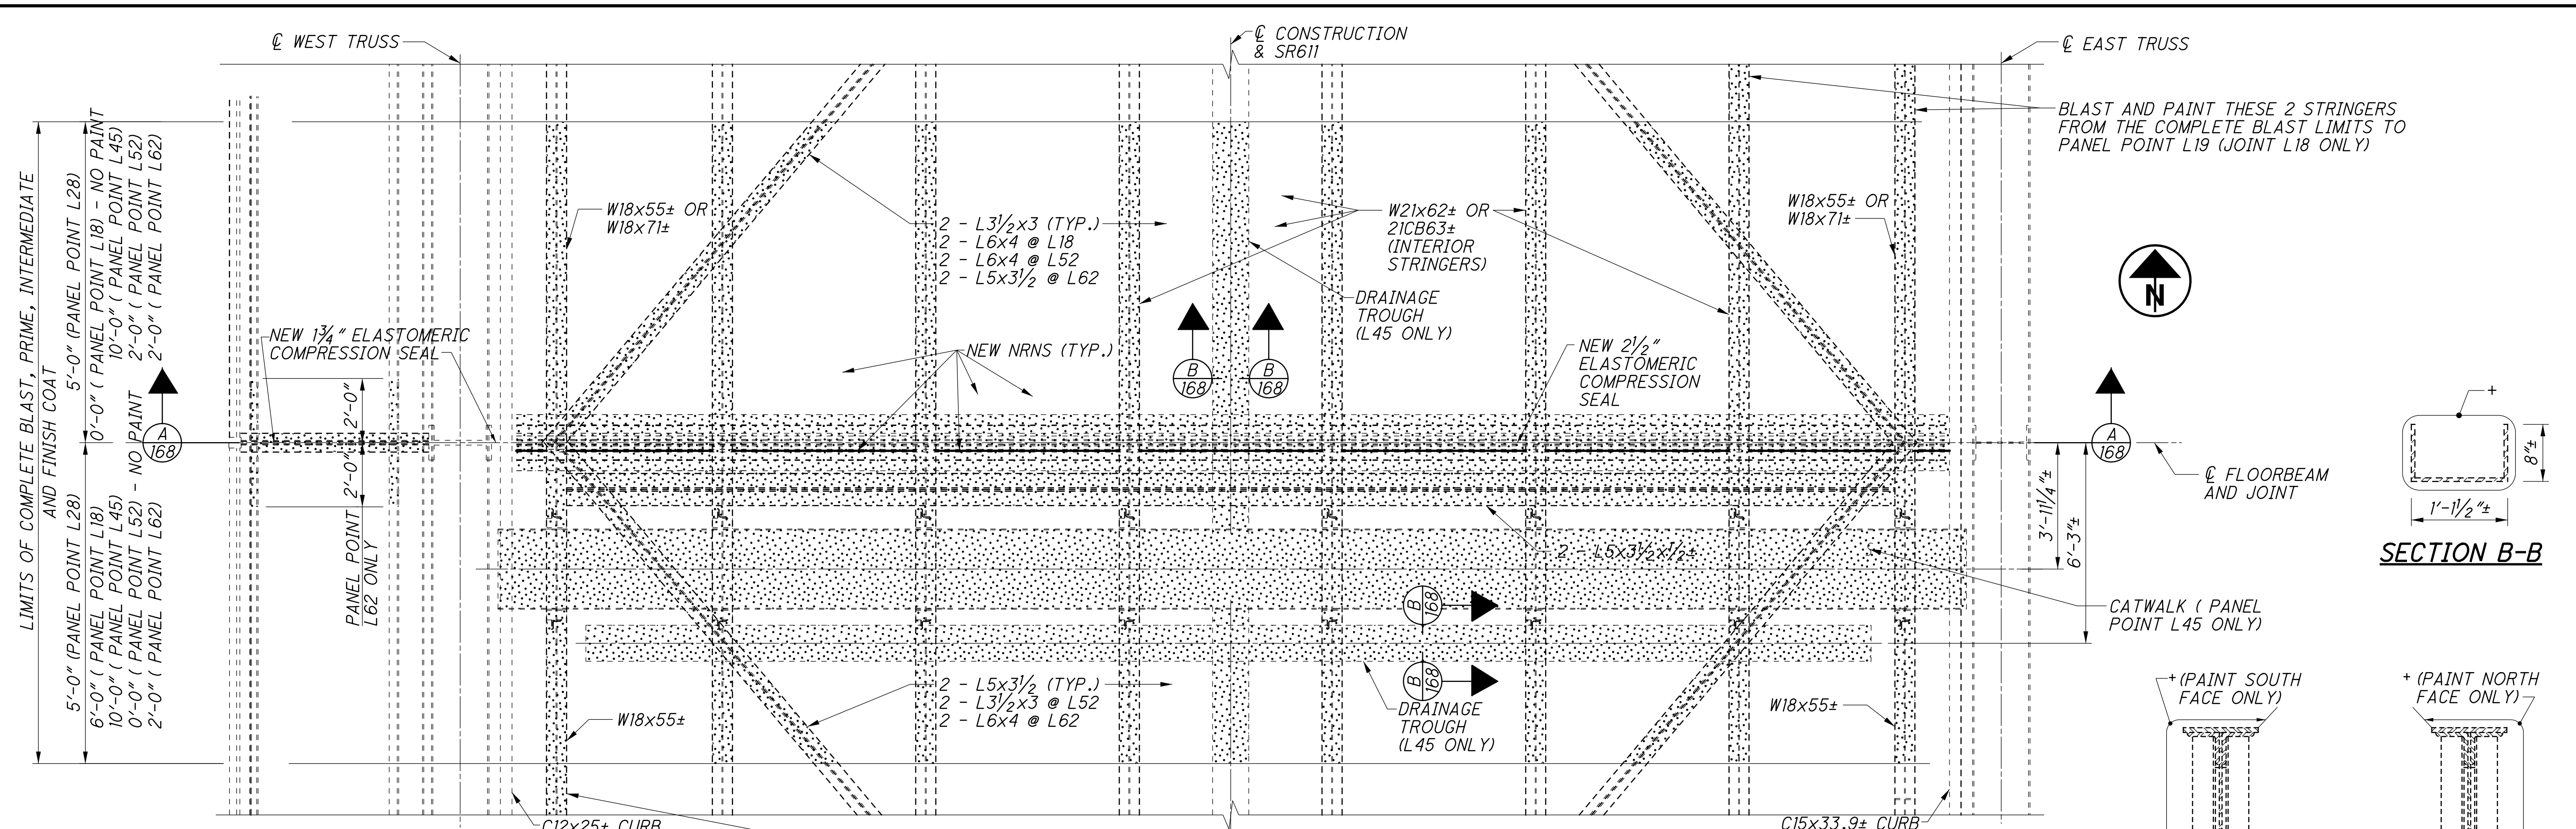 ℄ WEST TRUSS
℄ CONSTRUCTION
& SR611
℄ EAST TRUSS
BLAST AND PAINT THESE 2 STRINGERS
FROM THE COMPLETE BLAST LIMITS TO
PANEL POINT L19 (JOINT L18 ONLY)
LIMITS OF COMPLETE BLAST, PRIME, INTERMEDIATE
AND FINISH COAT
5'-0" (PANEL POINT L28)
0'-0" ( PANEL POINT L18) - NO PAINT
10'-0" ( PANEL POINT L45)
2'-0" ( PANEL POINT L52)
2'-0" ( PANEL POINT L62)
5'-0" (PANEL POINT L28)
6'-0" ( PANEL POINT L18)
10'-0" ( PANEL POINT L45)
0'-0" ( PANEL POINT L52) - NO PAINT
2'-0" ( PANEL POINT L62)
W18x55± OR
W18x71±
2 - L3½x3 (TYP.)
2 - L6x4 @ L18
2 - L6x4 @ L52
2 - L5x3½ @ L62
W21x62± OR
21CB63±
(INTERIOR
STRINGERS)
W18x55± OR
W18x71±
N
DRAINAGE
TROUGH
(L45 ONLY)
NEW 1¾" ELASTOMERIC
COMPRESSION SEAL
NEW NRNS (TYP.)
NEW 2½"
ELASTOMERIC
COMPRESSION
SEAL
B
168
B
168
A
168
A
168
2'-0"
2'-0"
PANEL POINT
L62 ONLY
℄ FLOORBEAM
AND JOINT
3'-11¼"±
6'-3"±
+
8"±
1'-1½"±
SECTION B-B
2 - L5x3½x½±
CATWALK ( PANEL
POINT L45 ONLY)
B
168
B
168
DRAINAGE
TROUGH
(L45 ONLY)
2 - L5x3½ (TYP.)
2 - L3½x3 @ L52
2 - L6x4 @ L62
W18x55±
W18x55±
+ (PAINT SOUTH
FACE ONLY)
+ (PAINT NORTH
FACE ONLY)
C12x25± CURB
C15x33.9± CURB